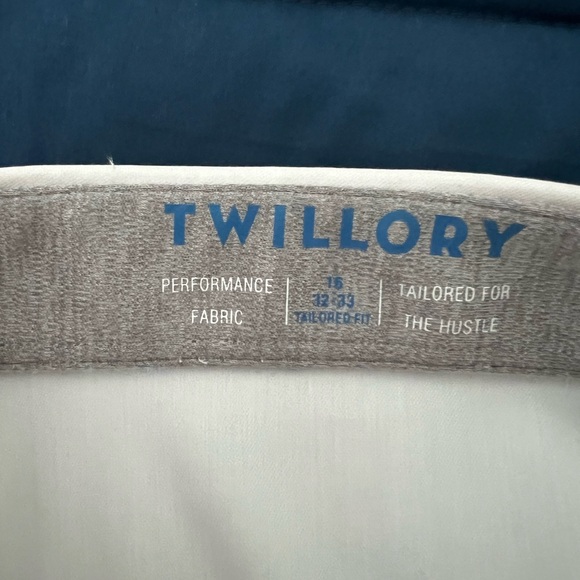 TWILLORY
PERFORMANCE
FABRIC
16
32-33
TAILORED FIT
TAILORED FOR
THE HUSTLE